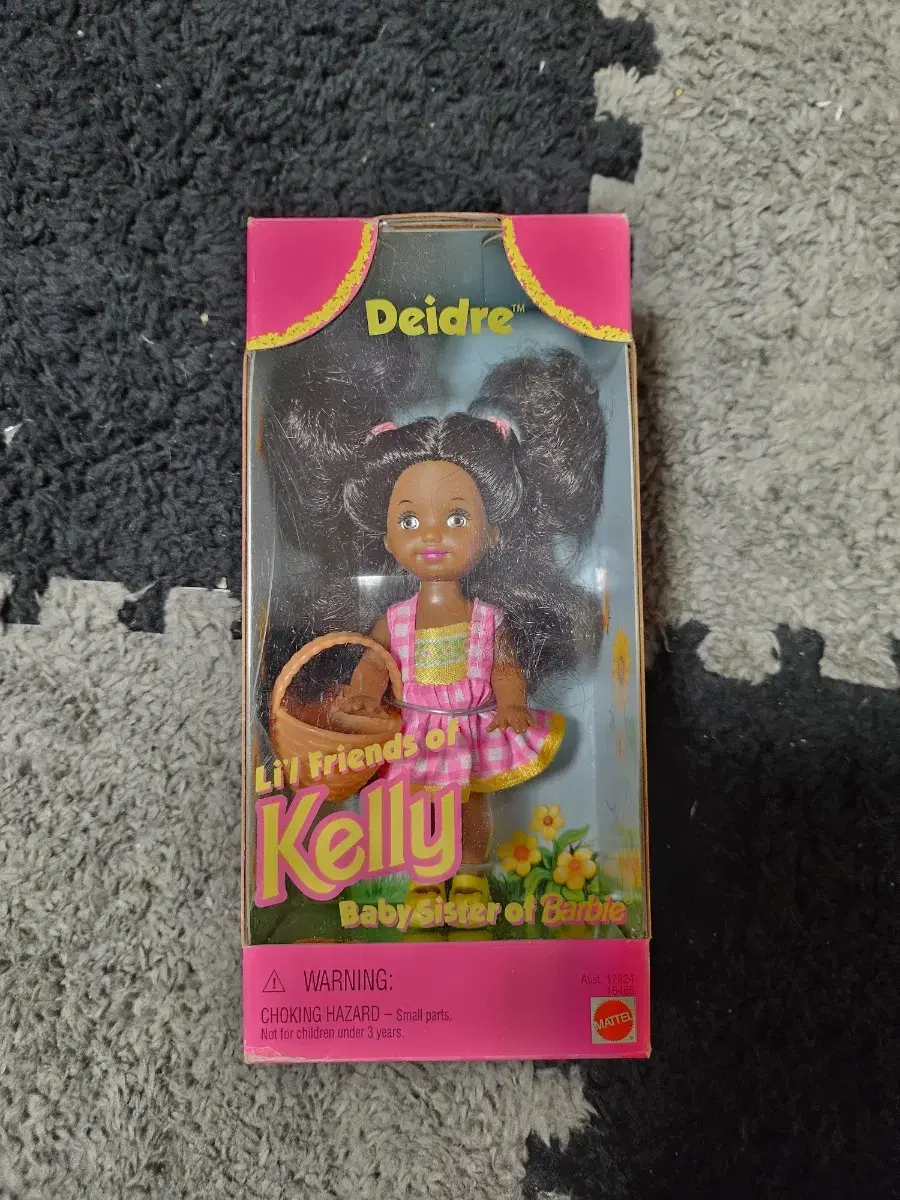 Deidre™
Li'l Friends of
Kelly
Baby Sister of Barbie
⚠ WARNING:
CHOKING HAZARD – Small parts.
Not for children under 3 years.
Asst. 17324
16466
MATTEL